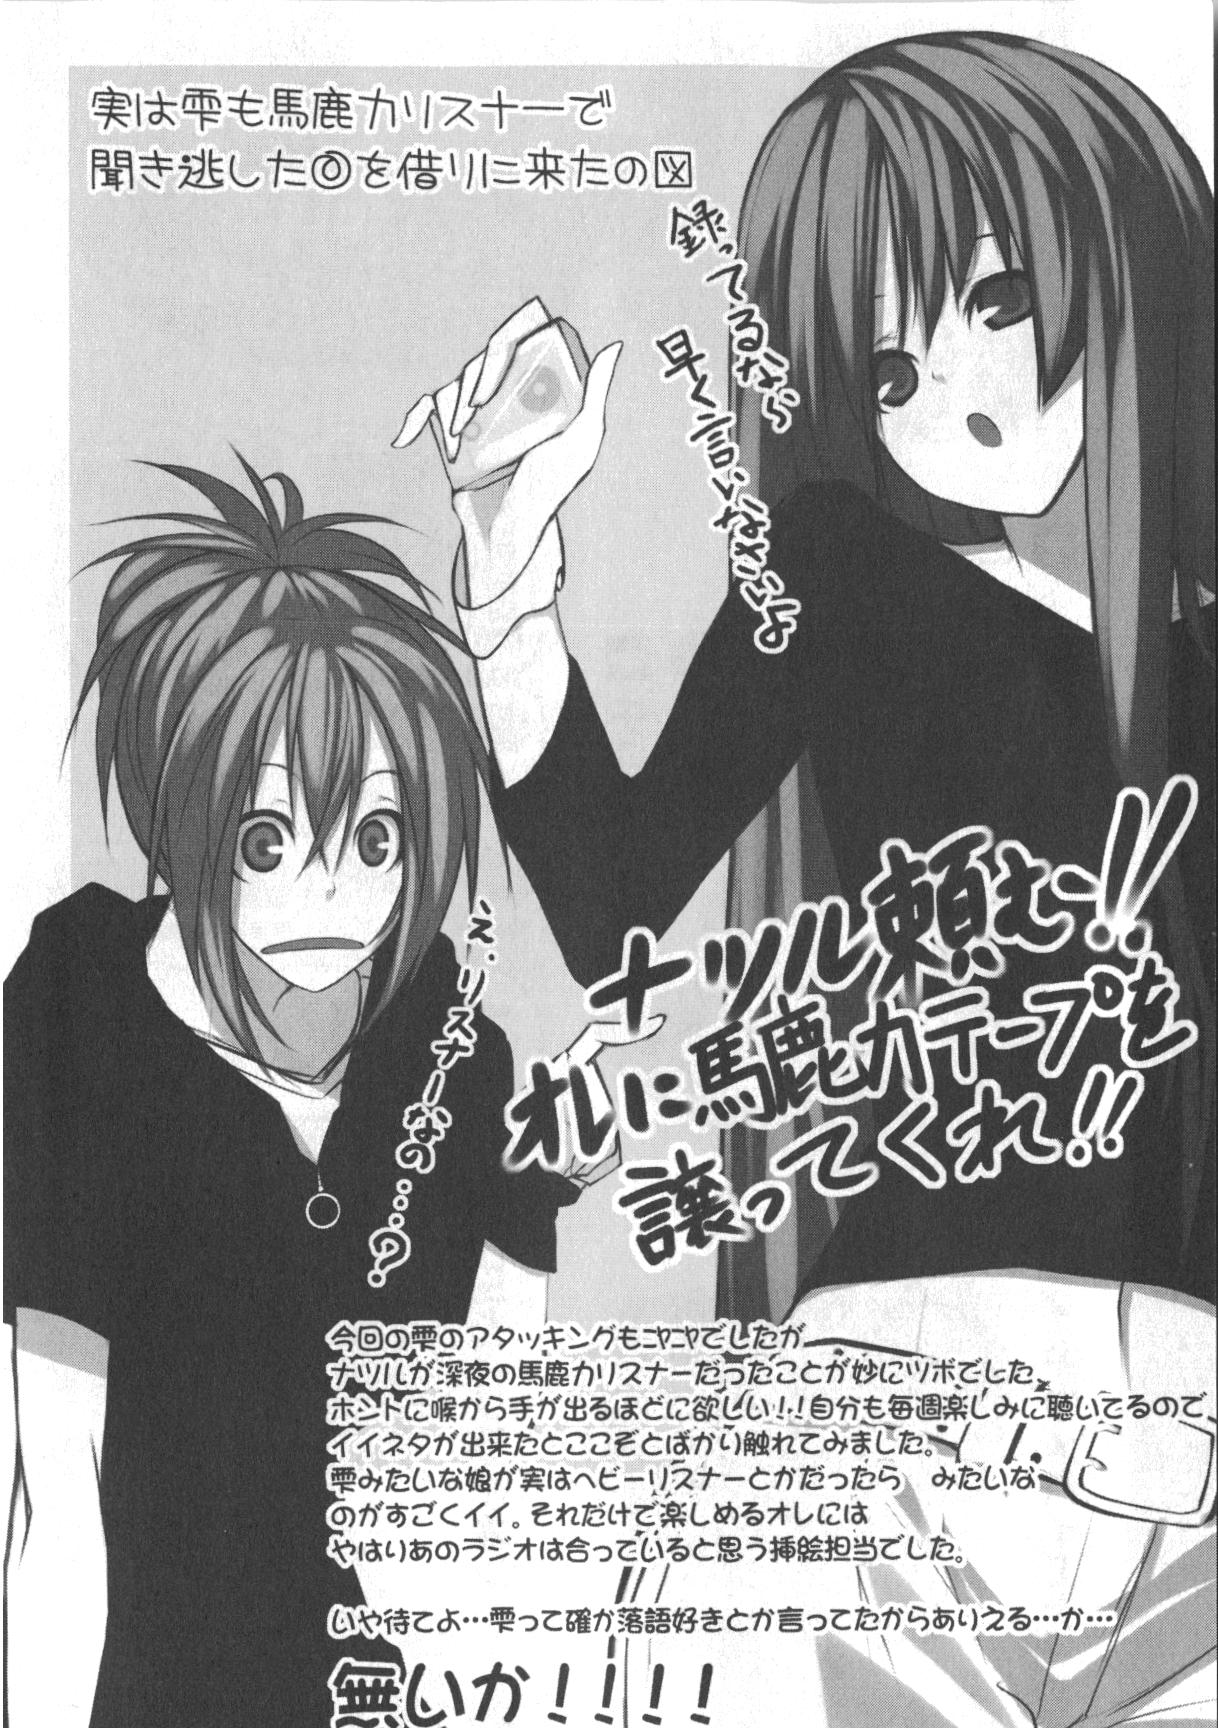 実は雫も馬鹿力リスナーで
聞き逃した回を借りに来たの図
録ってるなら
早く言いなさいよ
え、リスナーなの…？
ナツル頼む!!
オレに馬鹿力テープを
譲ってくれ!!
今回の雫のアタッキングもニヤニヤでしたが
ナツルが深夜の馬鹿力リスナーだったことが妙にツボでした
ホントに喉から手が出るほどに欲しい!!自分も毎週楽しみに聴いてるので
イイネタが出来たとここぞとばかり触れてみました。
雫みたいな娘が実はヘビーリスナーとかだったら　みたいな
のがすごくイイ。それだけで楽しめるオレには
やはりあのラジオは合っていると思う挿絵担当でした。
いや待てよ…雫って確か落語好きとか言ってたからありえる…か…
無いか！！！！